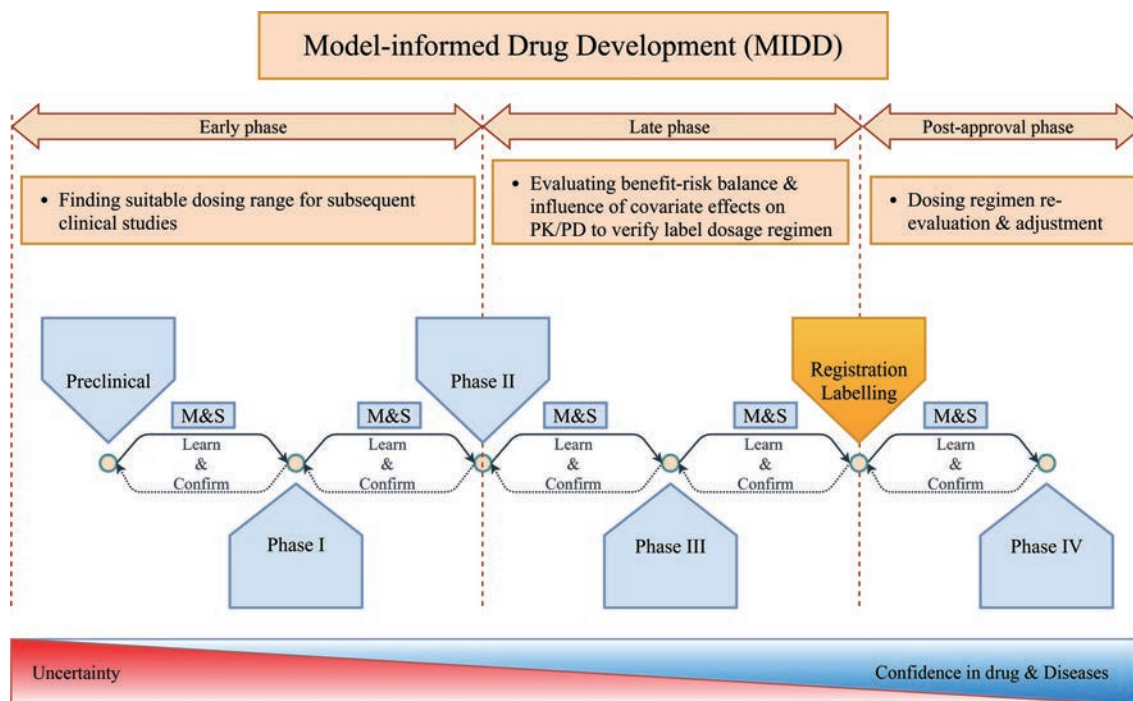 Model-informed Drug Development (MIDD)
Early phase
Late phase
Post-approval phase
• Finding suitable dosing range for subsequent
clinical studies
• Evaluating benefit-risk balance &
influence of covariate effects on
PK/PD to verify label dosage regimen
• Dosing regimen re-
evaluation & adjustment
Preclinical
Phase II
Registration
Labelling
M&S
Learn
&
Confirm
M&S
Learn
&
Confirm
M&S
Learn
&
Confirm
M&S
Learn
&
Confirm
M&S
Learn
&
Confirm
Phase I
Phase III
Phase IV
Uncertainty
Confidence in drug & Diseases